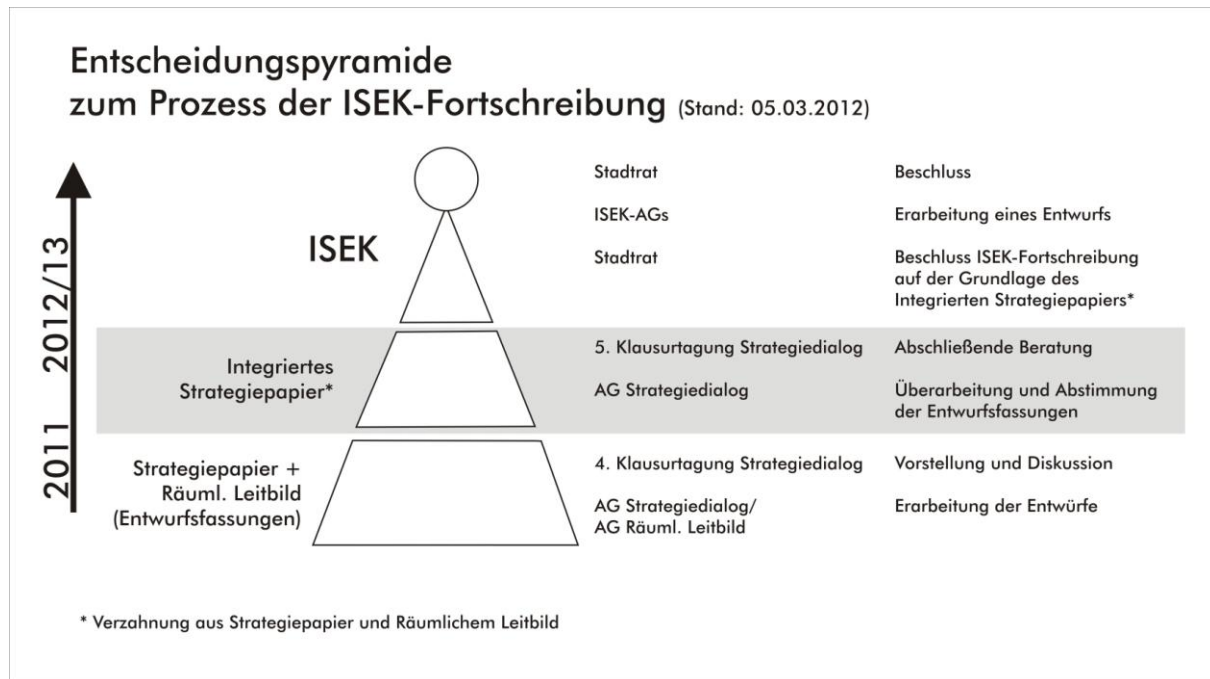 Entscheidungspyramide
zum Prozess der ISEK-Fortschreibung (Stand: 05.03.2012)
2011 2012/13
ISEK
Stadtrat Beschluss
ISEK-AGs Erarbeitung eines Entwurfs
Stadtrat Beschluss ISEK-Fortschreibung
auf der Grundlage des
Integrierten Strategiepapiers*
Integriertes
Strategiepapier*
5. Klausurtagung Strategiedialog Abschließende Beratung
AG Strategiedialog Überarbeitung und Abstimmung
der Entwurfsfassungen
Strategiepapier +
Räuml. Leitbild
(Entwurfsfassungen)
4. Klausurtagung Strategiedialog Vorstellung und Diskussion
AG Strategiedialog/ Erarbeitung der Entwürfe
AG Räuml. Leitbild
* Verzahnung aus Strategiepapier und Räumlichem Leitbild